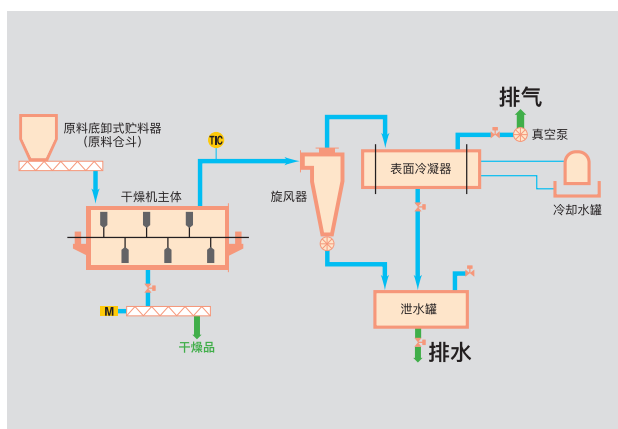 排气
原料底卸式贮料器
(原料仓斗)
TIC
真空泵
表面冷凝器
干燥机主体
旋风器
冷却水罐
M
泄水罐
干燥品
排水